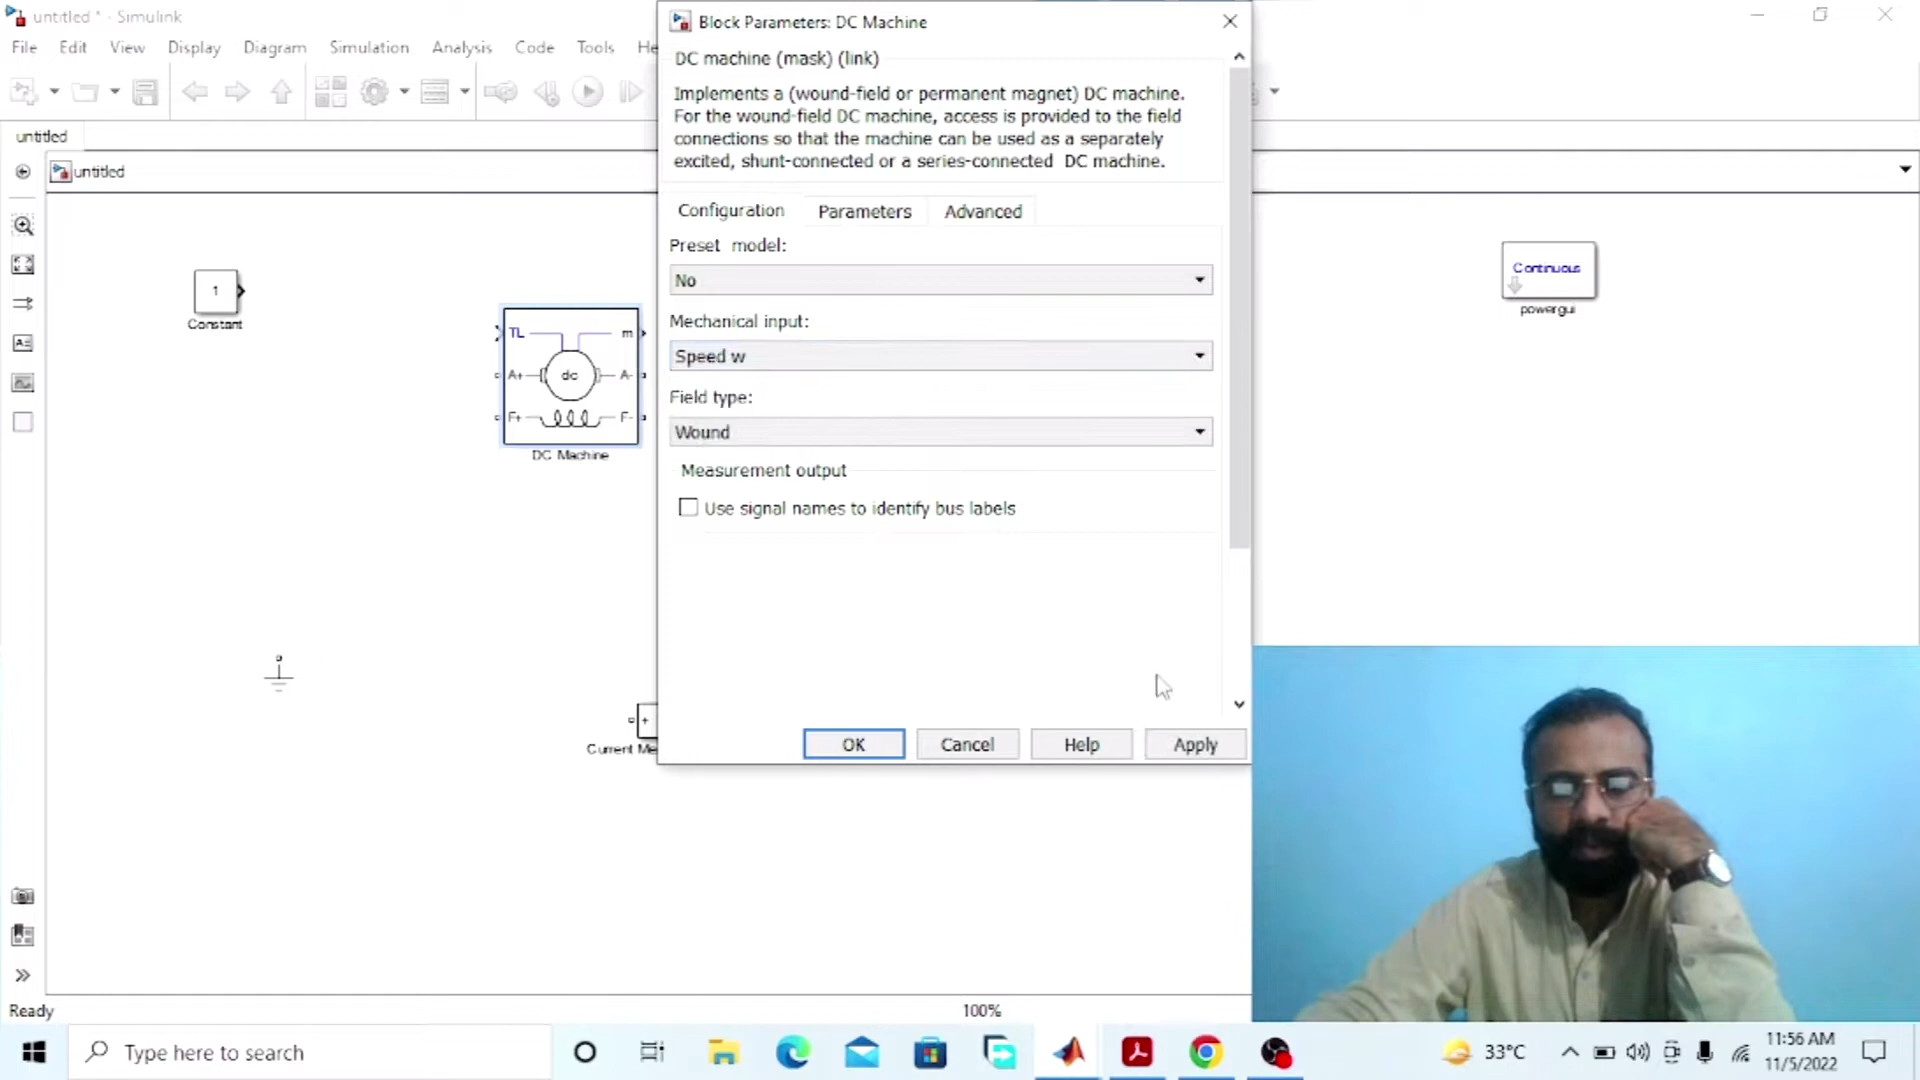 untitled * - Simulink
File Edit View Display Diagram Simulation Analysis Code Tools He
untitled
untitled
1
Constant
TL m
A+ dc A-
F+ F-
DC Machine
+
Current Me
Block Parameters: DC Machine
DC machine (mask) (link)
Implements a (wound-field or permanent magnet) DC machine.
For the wound-field DC machine, access is provided to the field
connections so that the machine can be used as a separately
excited, shunt-connected or a series-connected DC machine.
Configuration Parameters Advanced
Preset model:
No
Mechanical input:
Speed w
Field type:
Wound
Measurement output
Use signal names to identify bus labels
OK Cancel Help Apply
Continuous
powergui
Ready 100%
Type here to search
33°C
11:56 AM
11/5/2022